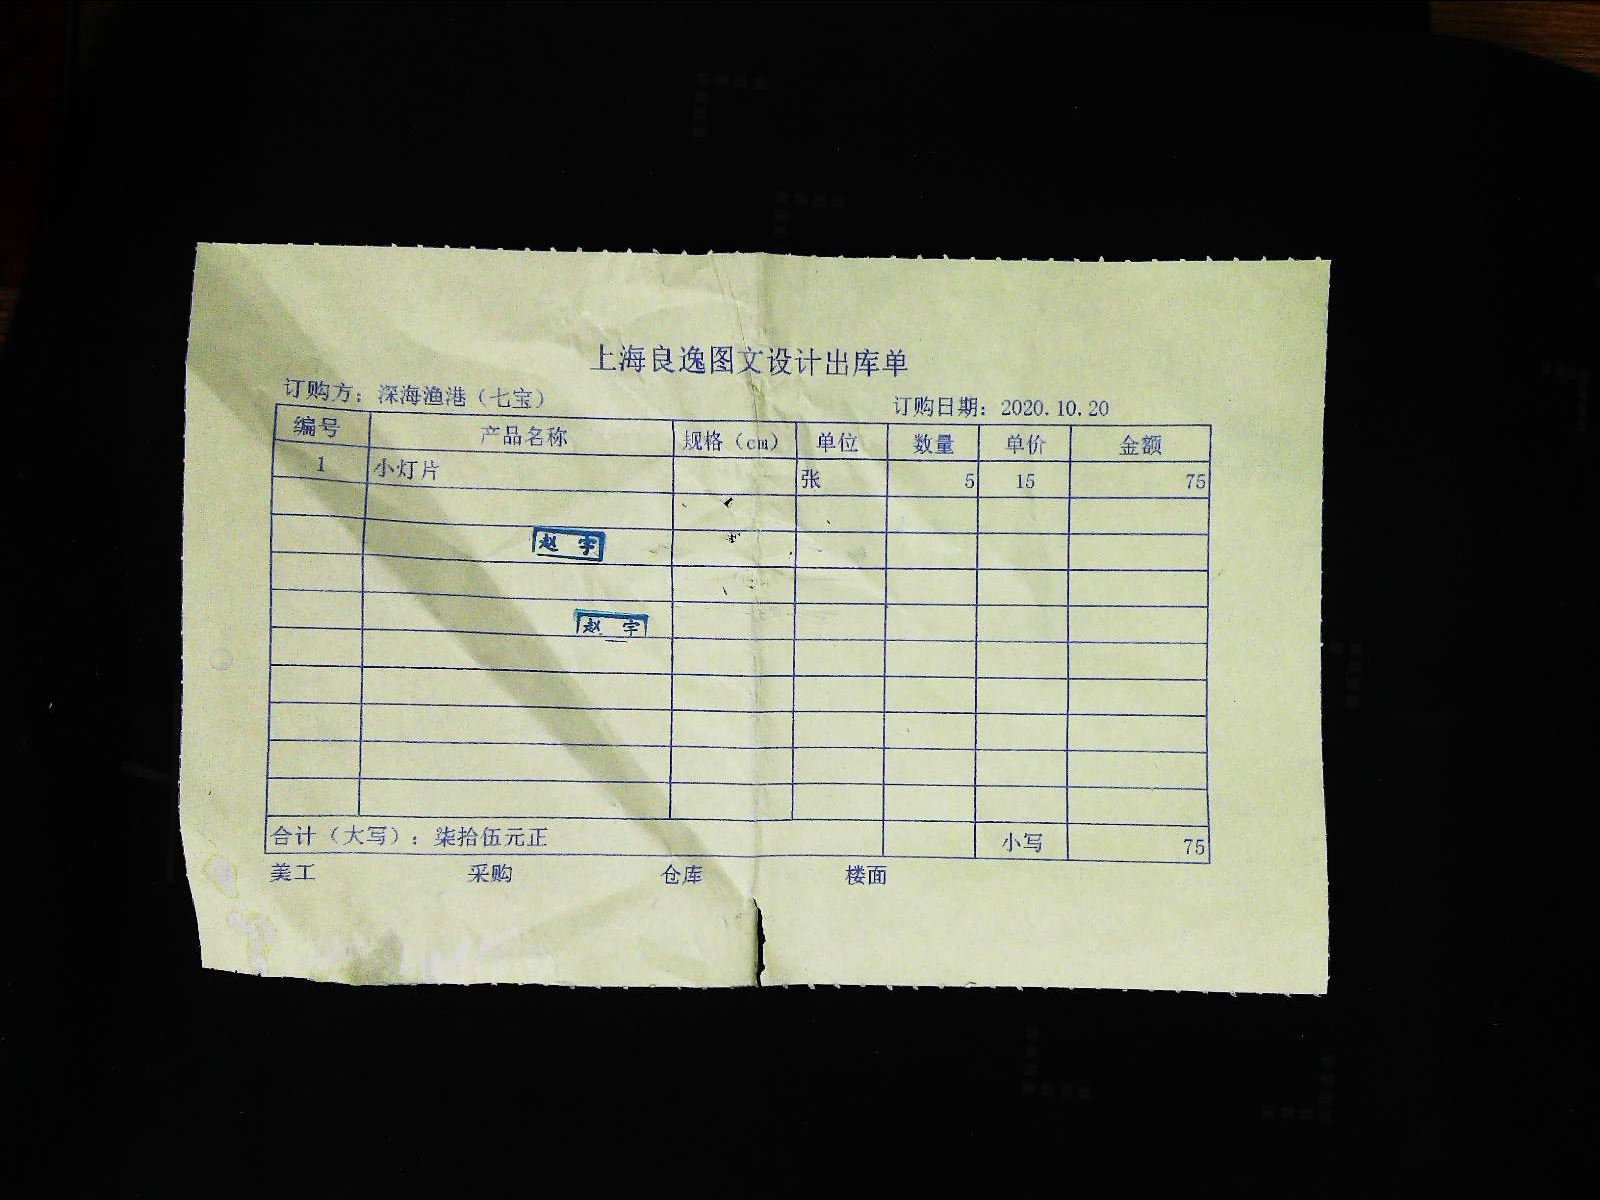 上海良逸图文设计出库单
订购方：深海渔港（七宝） 订购日期：2020.10.20
编号 产品名称 规格（cm） 单位 数量 单价 金额
1 小灯片 张 5 15 75
赵 宇
赵 宇
合计（大写）：柒拾伍元正 小写 75
美工 采购 仓库 楼面